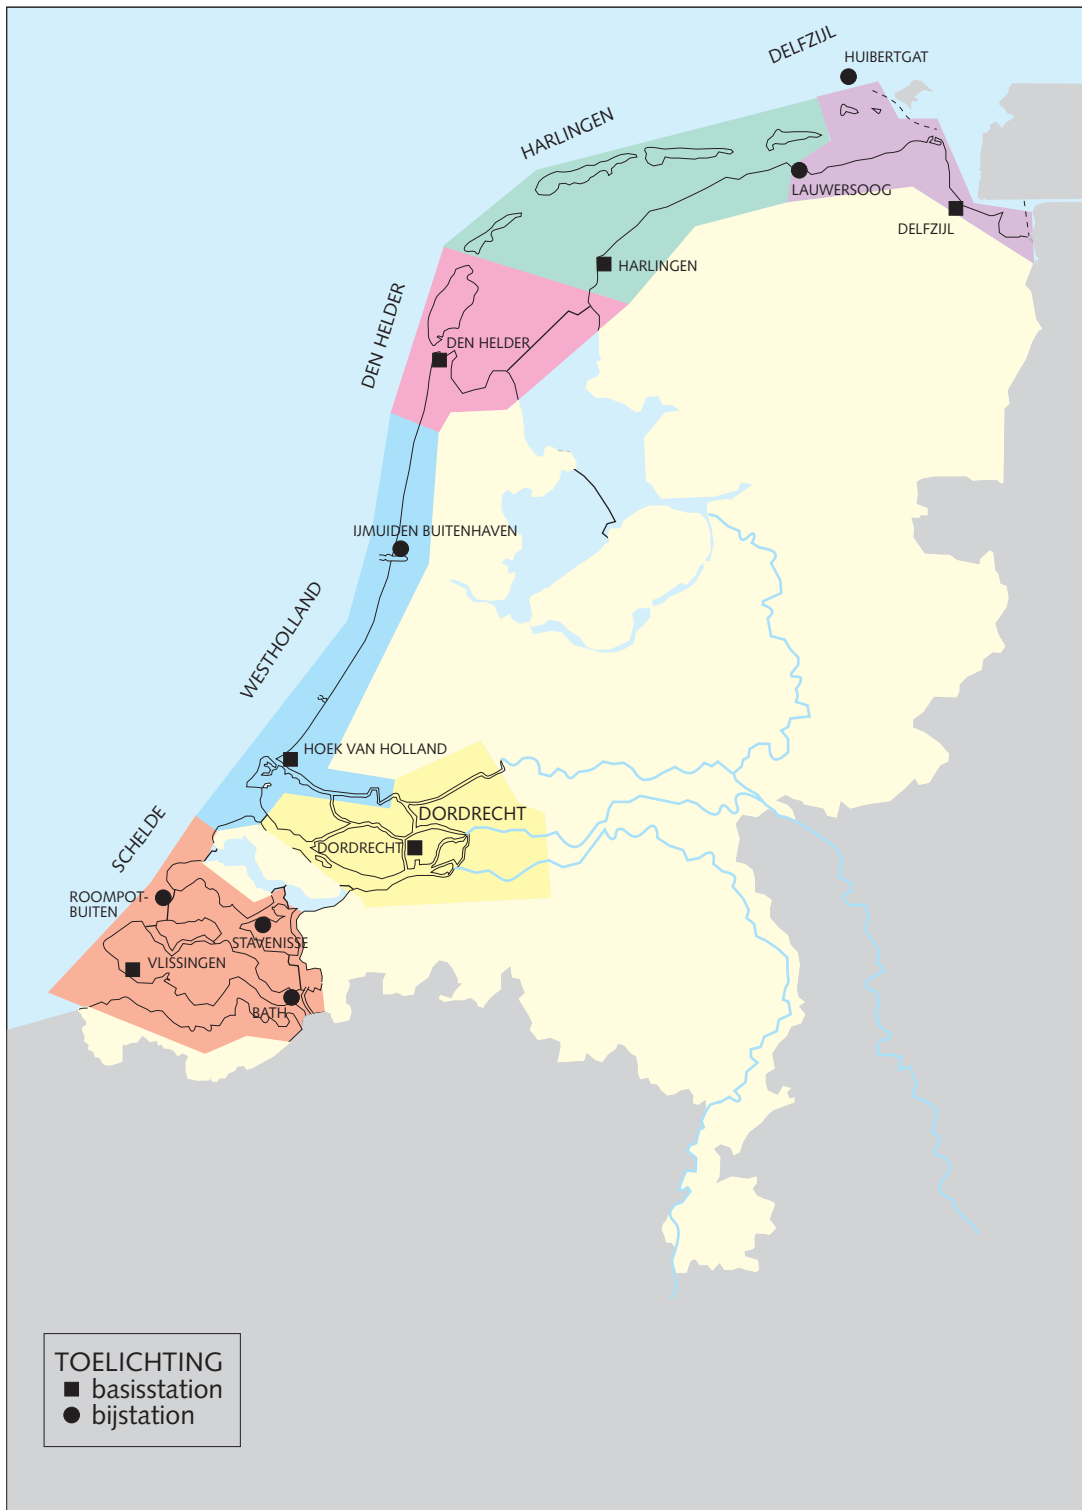 DELFZIJL
HUIBERTGAT
HARLINGEN
LAUWERSOOG
DELFZIJL
HARLINGEN
DEN HELDER
DEN HELDER
IJMUIDEN BUITENHAVEN
WESTHOLLAND
HOEK VAN HOLLAND
SCHELDE
DORDRECHT
DORDRECHT
ROOMPOT-
BUITEN
STAVENISSE
VLISSINGEN
BATH
TOELICHTING
basisstation
bijstation